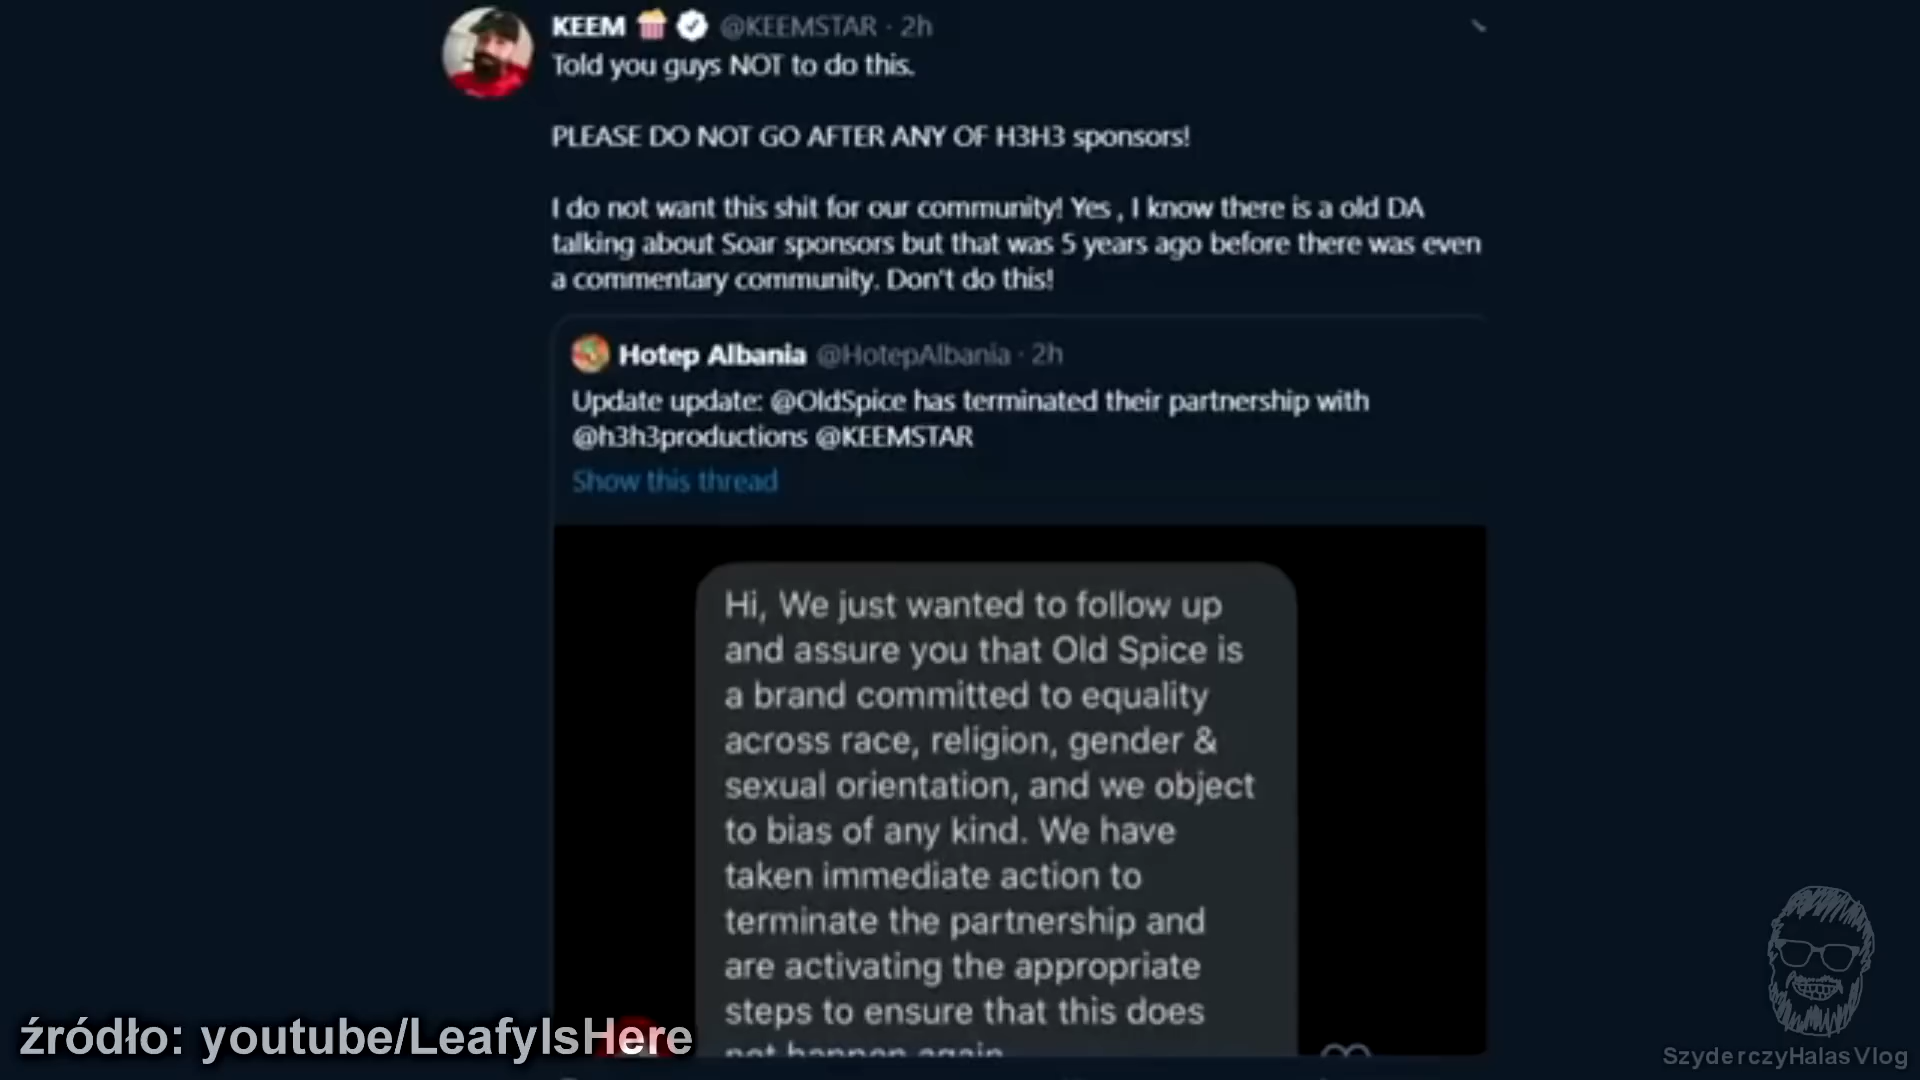 KEEM @KEEMSTAR · 2h
Told you guys NOT to do this.
PLEASE DO NOT GO AFTER ANY OF H3H3 sponsors!
I do not want this shit for our community! Yes , I know there is a old DA
talking about Soar sponsors but that was 5 years ago before there was even
a commentary community. Don't do this!
Hotep Albania @HotepAlbania · 2h
Update update: @OldSpice has terminated their partnership with
@h3h3productions @KEEMSTAR
Show this thread
Hi, We just wanted to follow up
and assure you that Old Spice is
a brand committed to equality
across race, religion, gender &
sexual orientation, and we object
to bias of any kind. We have
taken immediate action to
terminate the partnership and
are activating the appropriate
steps to ensure that this does
not happen again.
źródło: youtube/LeafyIsHere
SzyderczyHalasVlog